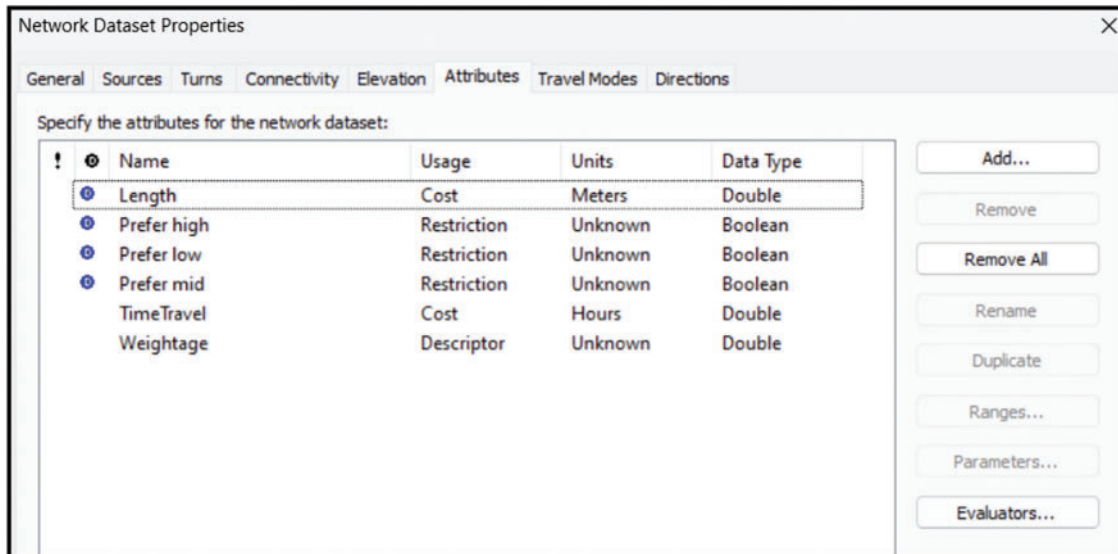 Network Dataset Properties
General Sources Turns Connectivity Elevation Attributes Travel Modes Directions
Specify the attributes for the network dataset:
! Name Usage Units Data Type
Length Cost Meters Double
Prefer high Restriction Unknown Boolean
Prefer low Restriction Unknown Boolean
Prefer mid Restriction Unknown Boolean
TimeTravel Cost Hours Double
Weightage Descriptor Unknown Double
Add...
Remove
Remove All
Rename
Duplicate
Ranges...
Parameters...
Evaluators...